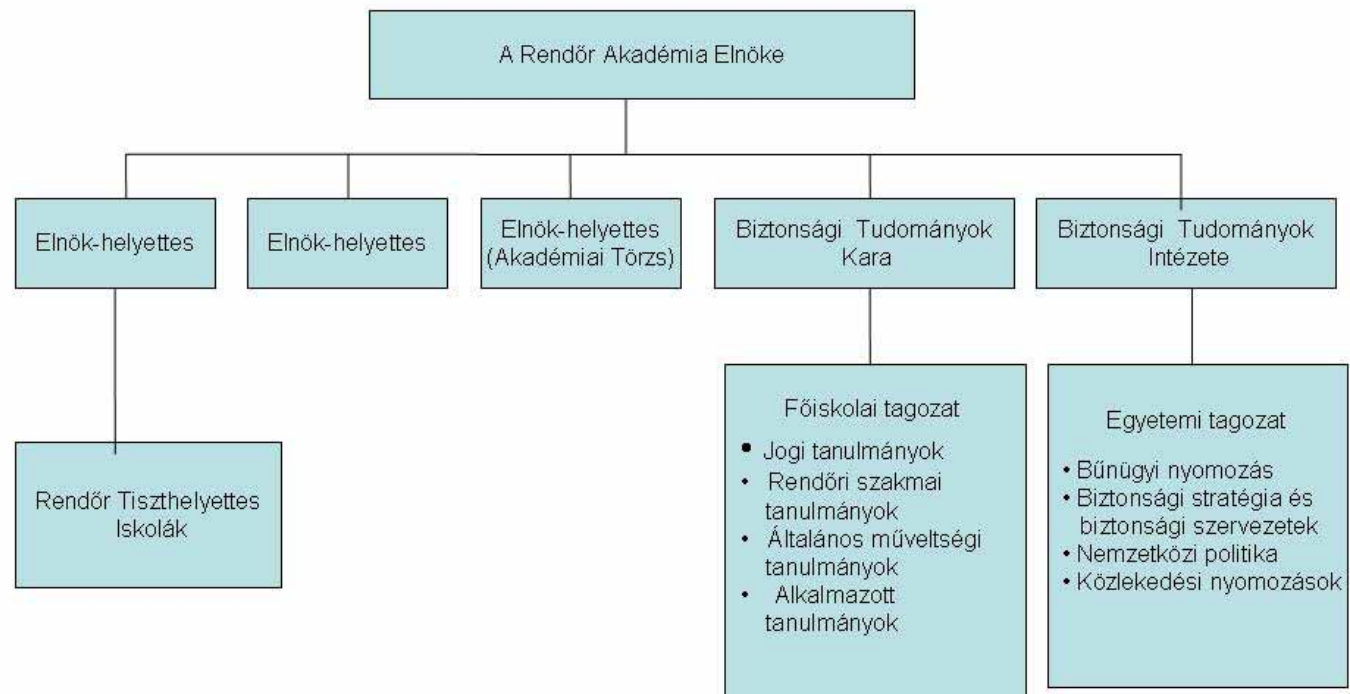 A Rendőr Akadémia Elnöke
Elnök-helyettes
Elnök-helyettes
Elnök-helyettes
(Akadémiai Törzs)
Biztonsági Tudományok
Kara
Biztonsági Tudományok
Intézete
Rendőr Tiszthelyettes
Iskolák
Főiskolai tagozat
• Jogi tanulmányok
• Rendőri szakmai
tanulmányok
• Általános műveltségi
tanulmányok
• Alkalmazott
tanulmányok
Egyetemi tagozat
• Bűnügyi nyomozás
• Biztonsági stratégia és
biztonsági szervezetek
• Nemzetközi politika
• Közlekedési nyomozások